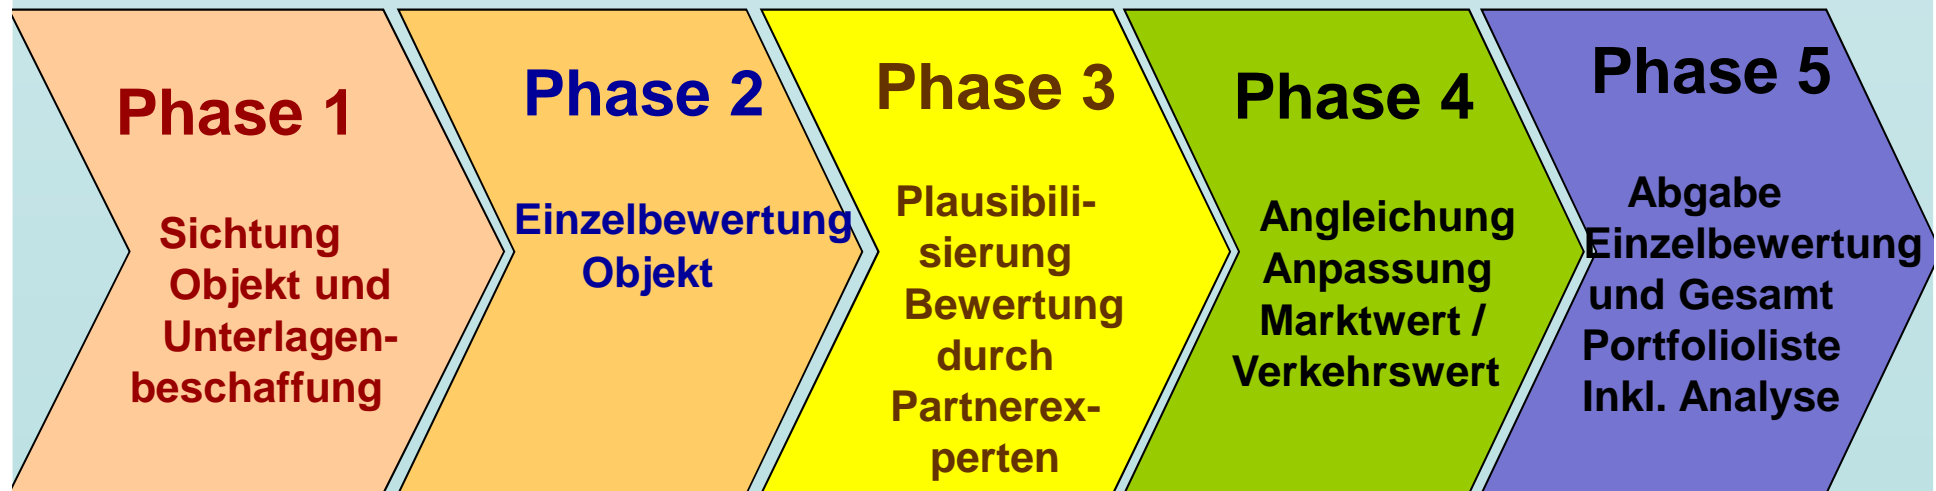 Phase 1
Sichtung
Objekt und
Unterlagen-
beschaffung
Phase 2
Einzelbewertung
Objekt
Phase 3
Plausibili-
sierung
Bewertung
durch
Partnerex-
perten
Phase 4
Angleichung
Anpassung
Marktwert /
Verkehrswert
Phase 5
Abgabe
Einzelbewertung
und Gesamt
Portfolioliste
Inkl. Analyse